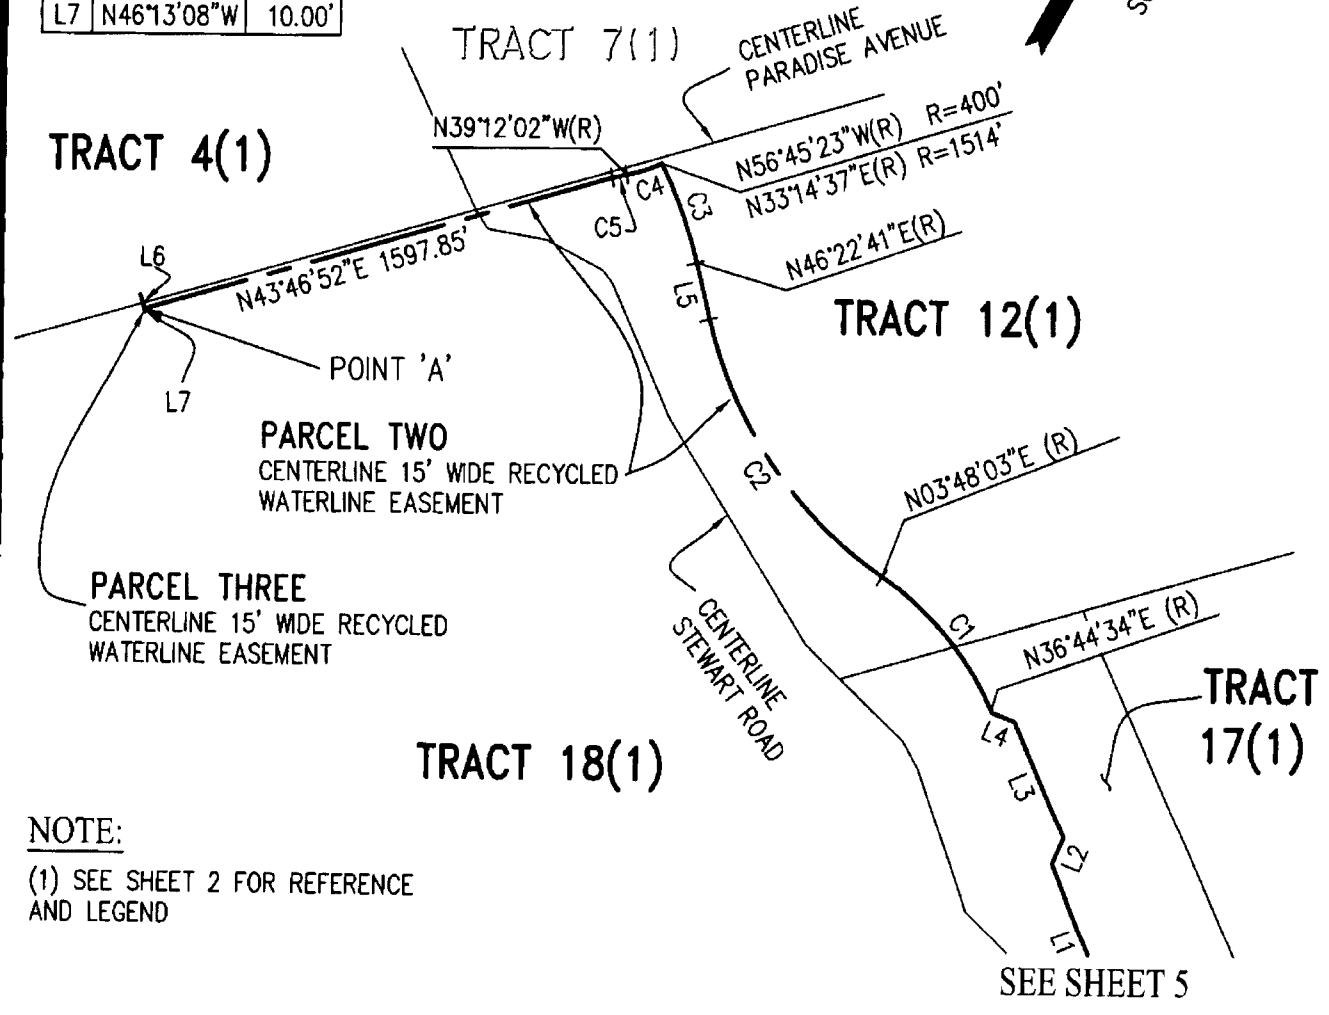 L7 N46°13'08"W 10.00'
TRACT 7(1)
CENTERLINE
PARADISE AVENUE
N39°12'02"W(R)
TRACT 4(1)
N56°45'23"W(R) R=400'
N33°14'37"E(R) R=1514'
C4
C3
C5
N46°22'41"E(R)
L6
N43°46'52"E 1597.85'
L5
TRACT 12(1)
POINT 'A'
L7
PARCEL TWO
CENTERLINE 15' WIDE RECYCLED
WATERLINE EASEMENT
C2
N03°48'03"E (R)
PARCEL THREE
CENTERLINE 15' WIDE RECYCLED
WATERLINE EASEMENT
CENTERLINE
STEWART ROAD
C1
N36°44'34"E (R)
TRACT
17(1)
L4
TRACT 18(1)
L3
NOTE:
(1) SEE SHEET 2 FOR REFERENCE
AND LEGEND
L2
L1
SEE SHEET 5